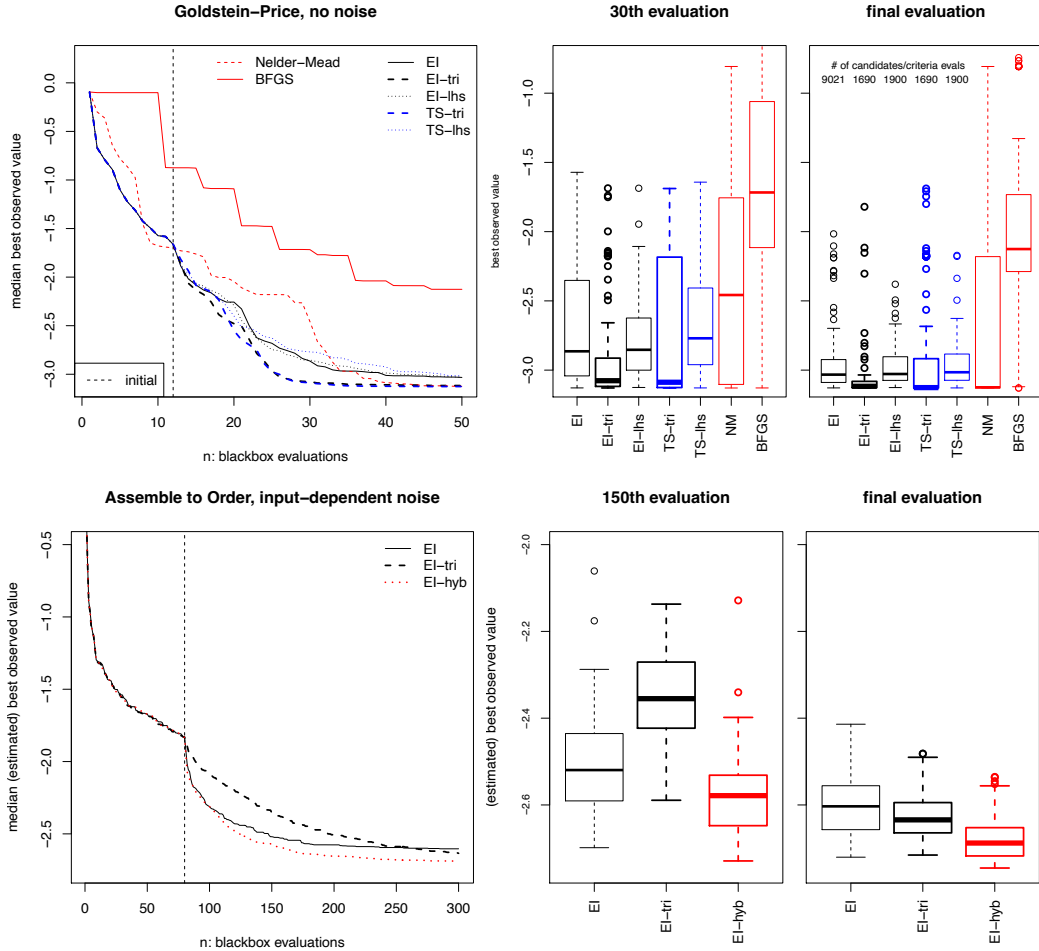 Goldstein−Price, no noise
Nelder−Mead
BFGS
EI
EI−tri
EI−lhs
TS−tri
TS−lhs
initial
median best observed value
0.0
−0.5
−1.0
−1.5
−2.0
−2.5
−3.0
0 10 20 30 40 50
n: blackbox evaluations
30th evaluation
best observed value
−1.0
−1.5
−2.0
−2.5
−3.0
EI
EI−tri
EI−lhs
TS−tri
TS−lhs
NM
BFGS
final evaluation
# of candidates/criteria evals
9021 1690 1900 1690 1900
EI
EI−tri
EI−lhs
TS−tri
TS−lhs
NM
BFGS
Assemble to Order, input−dependent noise
EI
EI−tri
EI−hyb
median (estimated) best observed value
−0.5
−1.0
−1.5
−2.0
−2.5
0 50 100 150 200 250 300
n: blackbox evaluations
150th evaluation
(estimated) best observed value
−2.0
−2.2
−2.4
−2.6
EI
EI−tri
EI−hyb
final evaluation
EI
EI−tri
EI−hyb